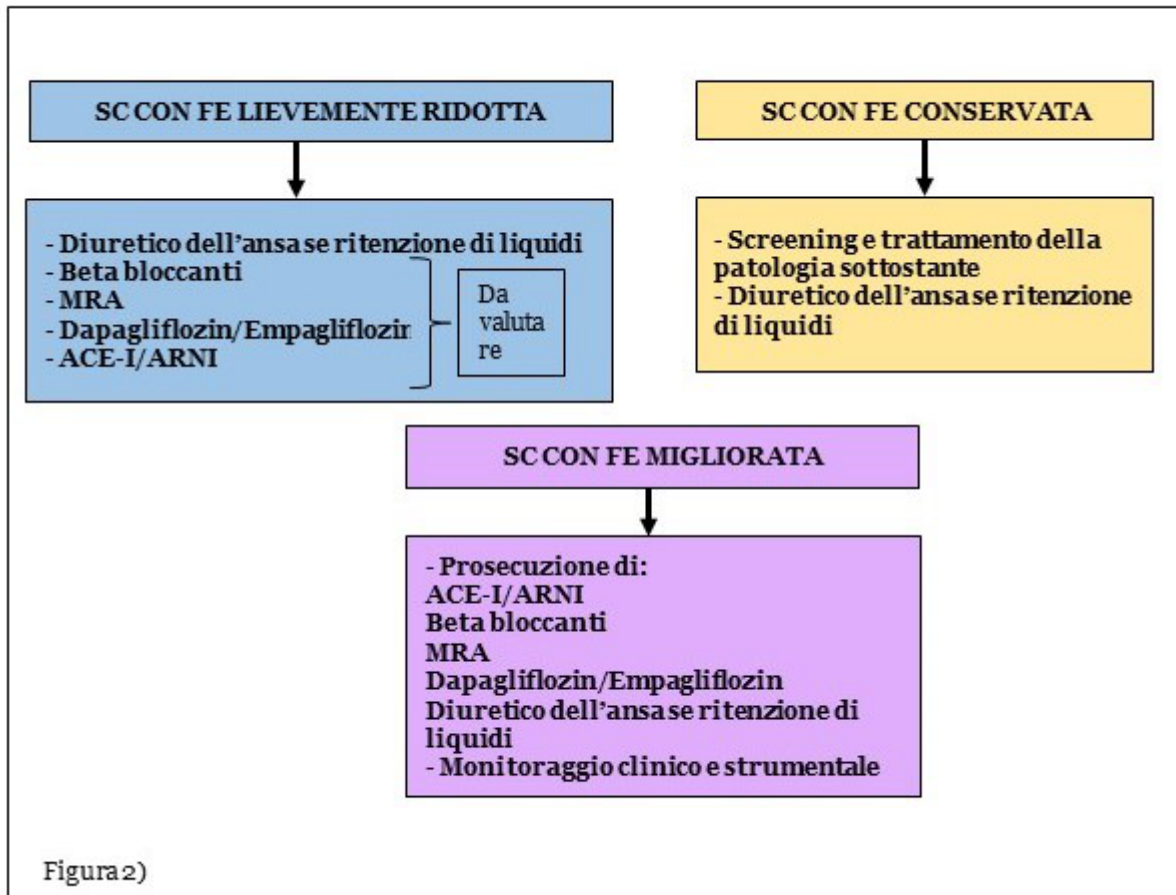 SC CON FE LIEVEMENTE RIDOTTA
- Diuretico dell'ansa se ritenzione di liquidi
- Beta bloccanti
- MRA
- Dapagliflozin/Empagliflozin
- ACE-I/ARNI
Da
valuta
re
SC CON FE CONSERVATA
- Screening e trattamento della
patologia sottostante
- Diuretico dell'ansa se ritenzione
di liquidi
SC CON FE MIGLIORATA
- Prosecuzione di:
ACE-I/ARNI
Beta bloccanti
MRA
Dapagliflozin/Empagliflozin
Diuretico dell'ansa se ritenzione di
liquidi
- Monitoraggio clinico e strumentale
Figura 2)